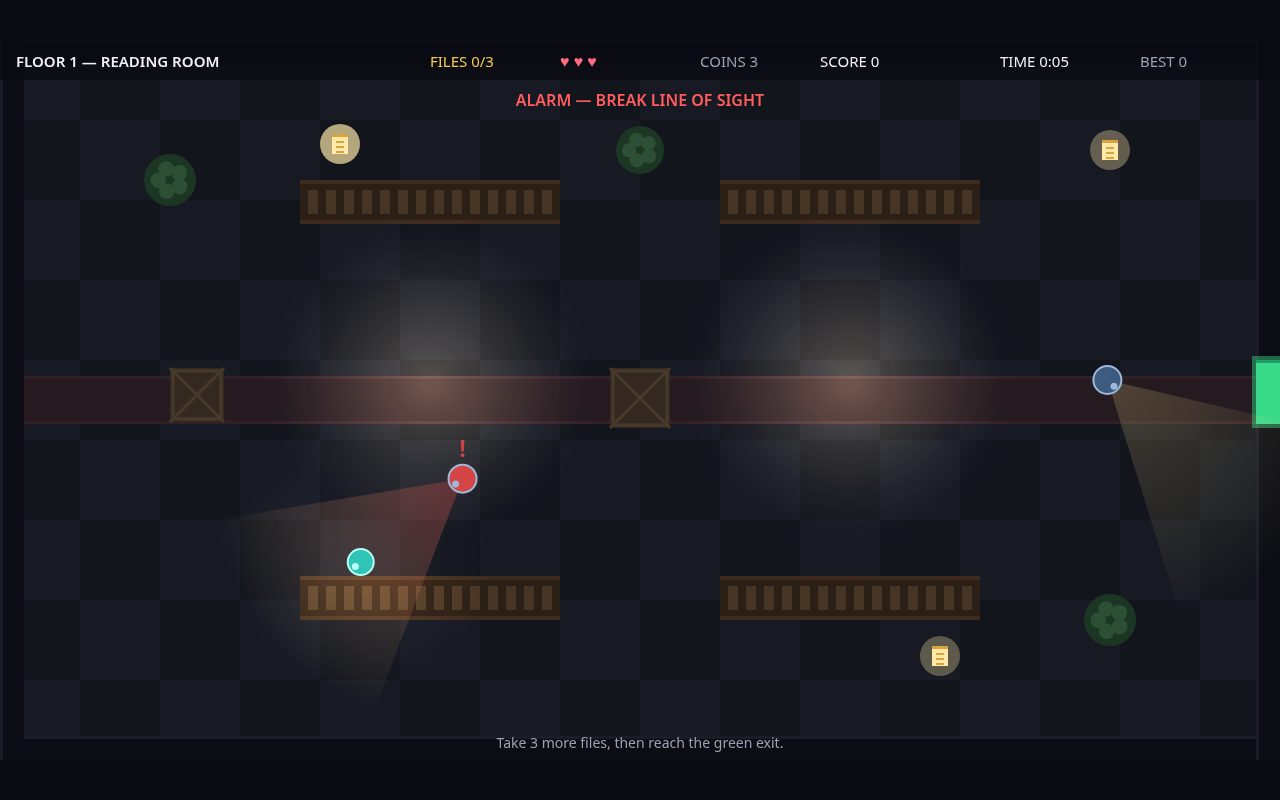 FLOOR 1 — READING ROOM FILES 0/3 ♥ ♥ ♥ COINS 3 SCORE 0 TIME 0:05 BEST 0
ALARM — BREAK LINE OF SIGHT
!
Take 3 more files, then reach the green exit.